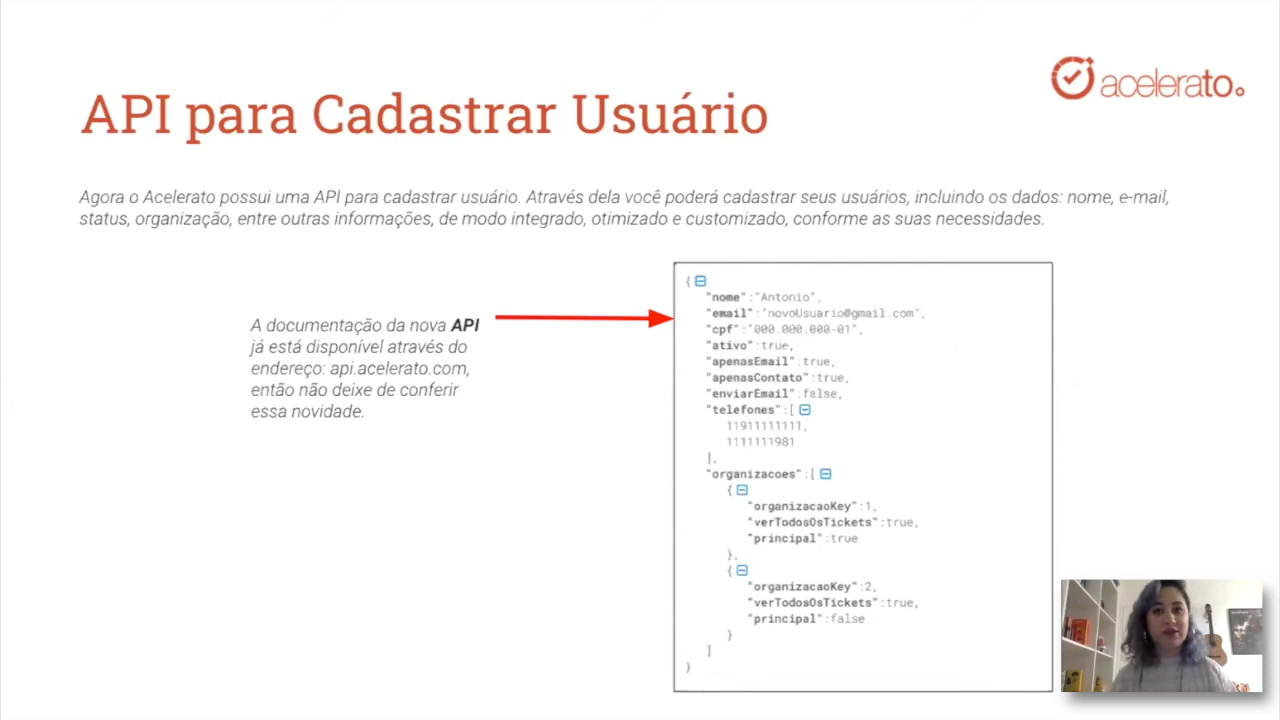 acelerato
API para Cadastrar Usuário
Agora o Acelerato possui uma API para cadastrar usuário. Através dela você poderá cadastrar seus usuários, incluindo os dados: nome, e-mail,
status, organização, entre outras informações, de modo integrado, otimizado e customizado, conforme as suas necessidades.
A documentação da nova API
já está disponível através do
endereço: api.acelerato.com,
então não deixe de conferir
essa novidade.
{
"nome":"Antonio",
"email":"novoUsuario@gmail.com",
"cpf":"000.000.000-01",
"ativo":true,
"apenasEmail":true,
"apenasContato":true,
"enviarEmail":false,
"telefones":[
11911111111,
1111111981
],
"organizacoes":[
{
"organizacaoKey":1,
"verTodosOsTickets":true,
"principal":true
},
{
"organizacaoKey":2,
"verTodosOsTickets":true,
"principal":false
}
]
}